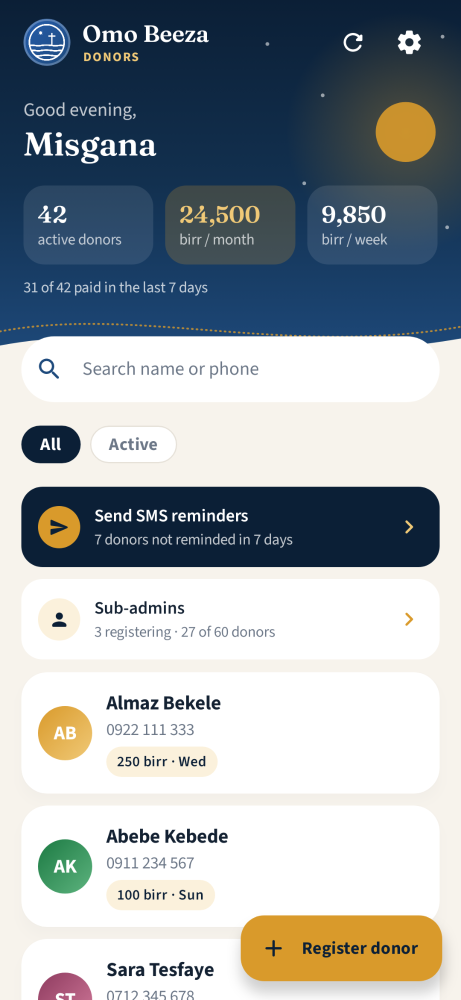 Omo Beeza
DONORS
Good evening,
Misgana
42
active donors
24,500
birr / month
9,850
birr / week
31 of 42 paid in the last 7 days
Search name or phone
All
Active
Send SMS reminders
7 donors not reminded in 7 days
Sub-admins
3 registering · 27 of 60 donors
AB
Almaz Bekele
0922 111 333
250 birr · Wed
AK
Abebe Kebede
0911 234 567
100 birr · Sun
ST
Sara Tesfaye
0712 345 678
+ Register donor